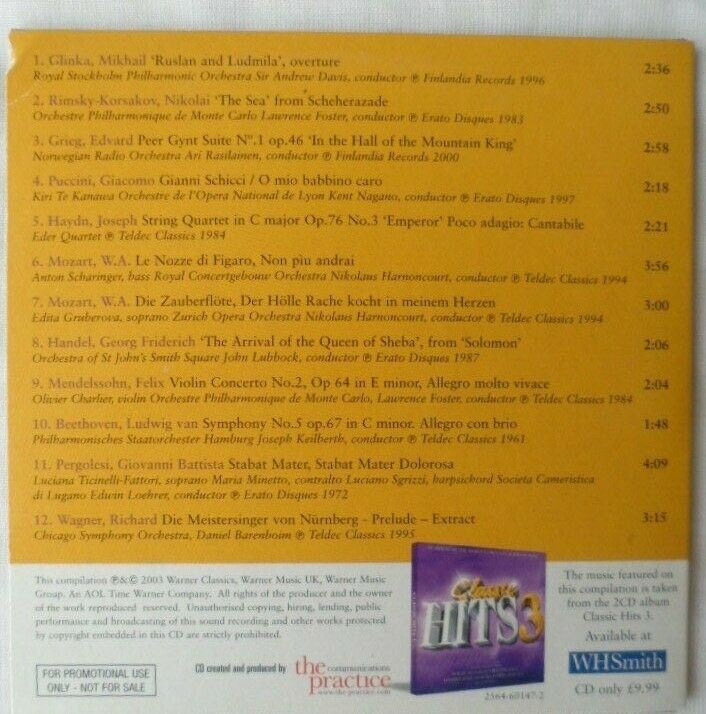 1. Glinka, Mikhail 'Ruslan and Ludmila', overture 2:36
Royal Stockholm Philharmonic Orchestra Sir Andrew Davis, conductor ℗ Finlandia Records 1996
2. Rimsky-Korsakov, Nikolai 'The Sea' from Scheherazade 2:50
Orchestre Philharmonique de Monte Carlo Lawrence Foster, conductor ℗ Erato Disques 1983
3. Grieg, Edvard Peer Gynt Suite Nº.1 op.46 'In the Hall of the Mountain King' 2:58
Norwegian Radio Orchestra Ari Rasilainen, conductor ℗ Finlandia Records 2000
4. Puccini, Giacomo Gianni Schicci / O mio babbino caro 2:18
Kiri Te Kanawa Orchestre de l'Opera National de Lyon Kent Nagano, conductor ℗ Erato Disques 1997
5. Haydn, Joseph String Quartet in C major Op.76 No.3 'Emperor' Poco adagio: Cantabile 2:21
Eder Quartet ℗ Teldec Classics 1984
6. Mozart, W.A. Le Nozze di Figaro, Non piu andrai 3:56
Anton Scharinger, bass Royal Concertgebouw Orchestra Nikolaus Harnoncourt, conductor ℗ Teldec Classics 1994
7. Mozart, W.A. Die Zauberflöte, Der Hölle Rache kocht in meinem Herzen 3:00
Edita Gruberova, soprano Zurich Opera Orchestra Nikolaus Harnoncourt, conductor ℗ Teldec Classics 1994
8. Handel, Georg Friderich 'The Arrival of the Queen of Sheba', from 'Solomon' 2:06
Orchestra of St John's Smith Square John Lubbock, conductor ℗ Erato Disques 1987
9. Mendelssohn, Felix Violin Concerto No.2, Op 64 in E minor, Allegro molto vivace 2:04
Olivier Charlier, violin Orchestre Philharmonique de Monte Carlo, Lawrence Foster, conductor ℗ Teldec Classics 1984
10. Beethoven, Ludwig van Symphony No.5 op.67 in C minor. Allegro con brio 1:48
Philharmonisches Staatorchester Hamburg Joseph Keilberth, conductor ℗ Teldec Classics 1961
11. Pergolesi, Giovanni Battista Stabat Mater, Stabat Mater Dolorosa 4:09
Luciana Ticinelli-Fattori, soprano Maria Minetto, contralto Luciano Sgrizzi, harpsichord Societa Cameristica
di Lugano Edwin Loehrer, conductor ℗ Erato Disques 1972
12. Wagner, Richard Die Meistersinger von Nürnberg - Prelude – Extract 3:15
Chicago Symphony Orchestra, Daniel Barenboim ℗ Teldec Classics 1995
This compilation ℗&© 2003 Warner Classics, Warner Music UK, Warner Music
Group. An AOL Time Warner Company. All rights of the producer and the owner
of the work reproduced reserved. Unauthorised copying, hiring, lending, public
performance and broadcasting of this sound recording and other works protected
by copyright embedded in this CD are strictly prohibited.
FOR PROMOTIONAL USE
ONLY - NOT FOR SALE
CD created and produced by
the communications
practice
www.the-practice.com
Classic
HITS 3
2564-60147-2
The music featured on
this compilation is taken
from the 2CD album
Classic Hits 3.
Available at
WHSmith
CD only £9.99